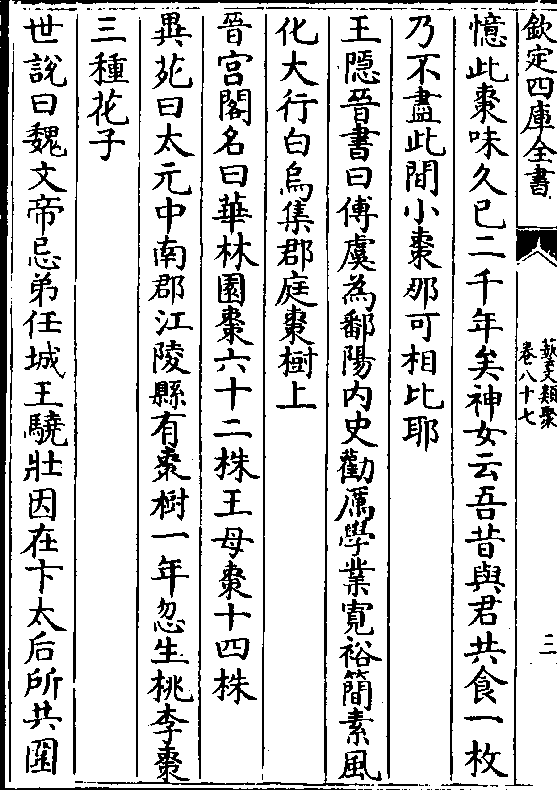 欽定四庫全書
藝文類聚
卷八十七
三
憶此棗味久已二千年矣神女云吾昔與君共食一枚
乃不盡此間小棗那可相比耶
王隱晉書曰傅虞為鄱陽内史勸厲學業寛裕簡素風
化大行白烏集郡庭棗樹上
晉宮閣名曰華林園棗六十二株王母棗十四株
異苑曰太元中南郡江陵縣有棗樹一年忽生桃李棗
三種花子
世說曰魏文帝忌弟任城王驍壯因在卞太后所共圍